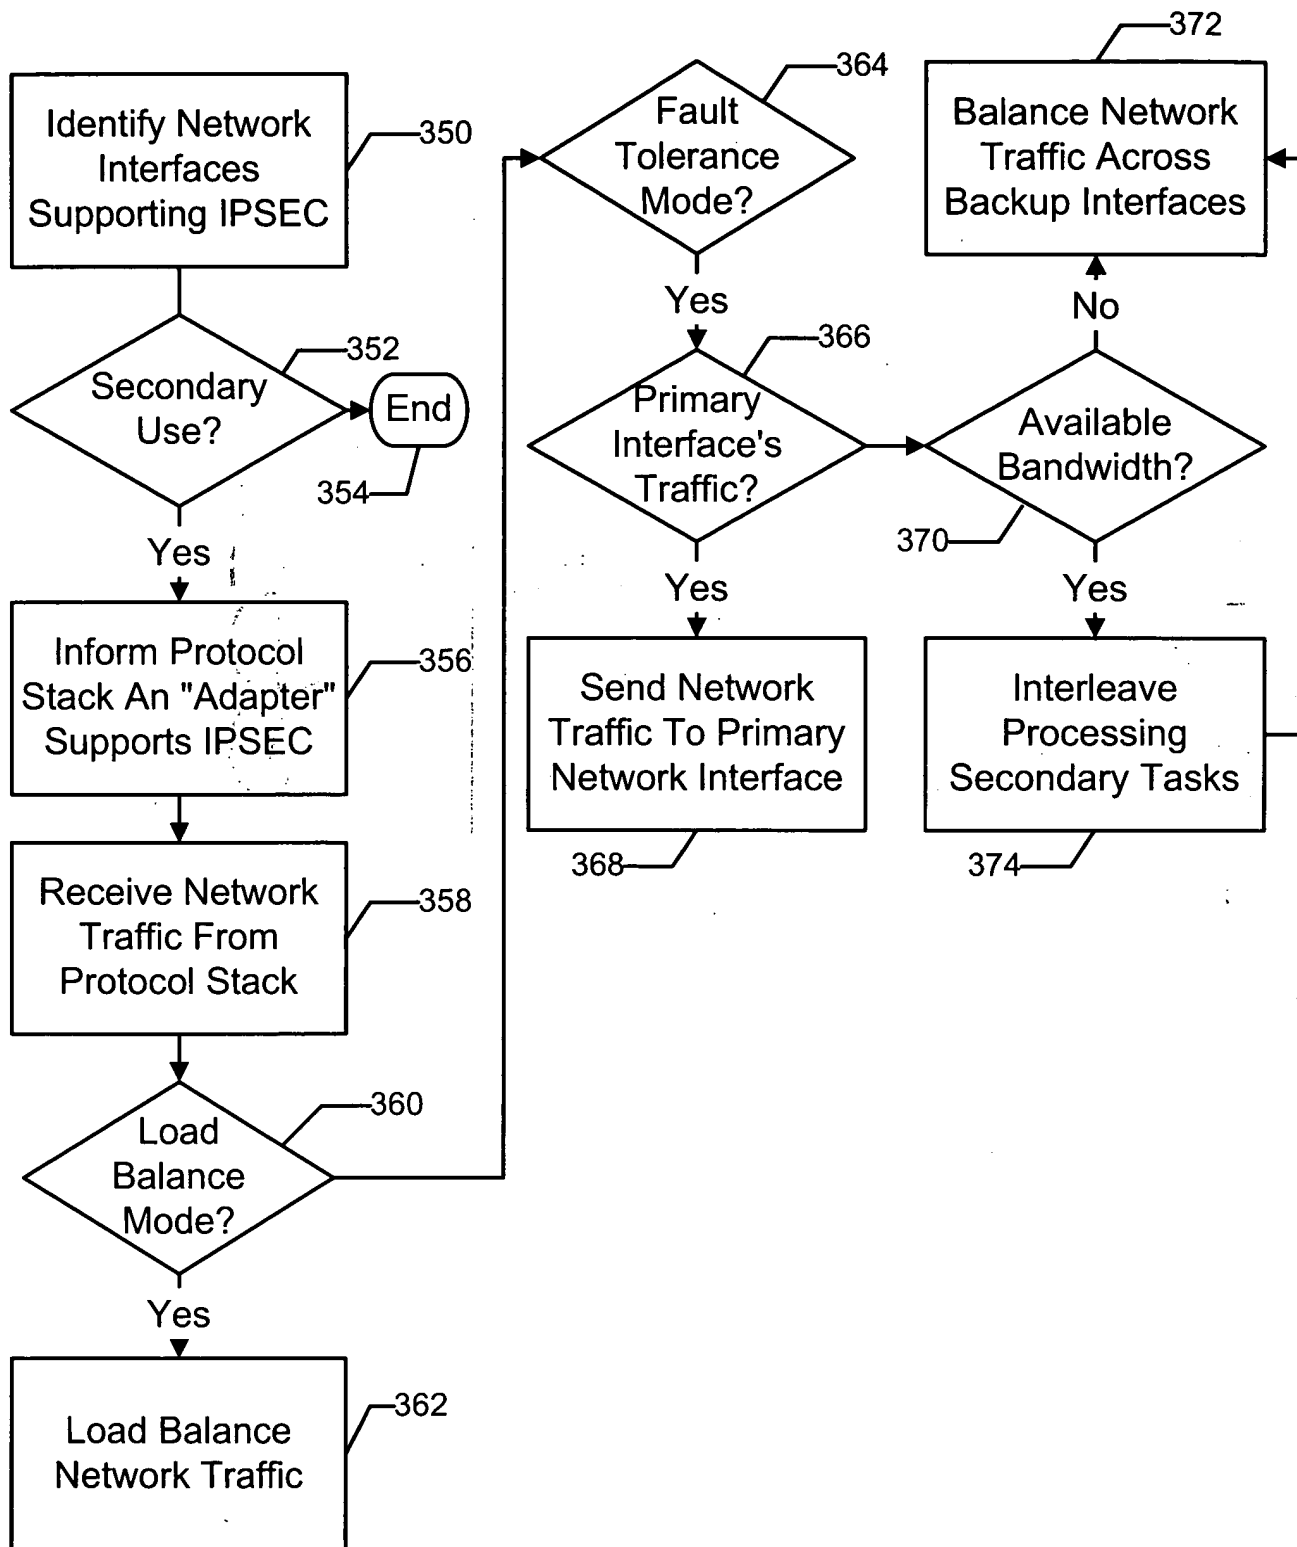 Identify Network
Interfaces
Supporting IPSEC
350
Secondary
Use?
352
End
354
Yes
Inform Protocol
Stack An "Adapter"
Supports IPSEC
356
Receive Network
Traffic From
Protocol Stack
358
Load
Balance
Mode?
360
Yes
Load Balance
Network Traffic
362
Fault
Tolerance
Mode?
364
Yes
Primary
Interface's
Traffic?
366
Yes
Send Network
Traffic To Primary
Network Interface
368
372
Balance Network
Traffic Across
Backup Interfaces
No
Available
Bandwidth?
370
Yes
Interleave
Processing
Secondary Tasks
374